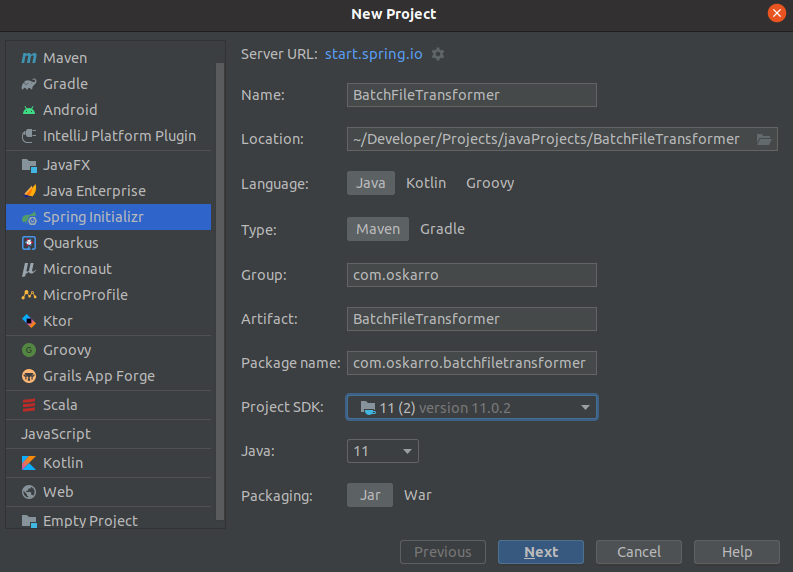 New Project
Maven
Gradle
Android
IntelliJ Platform Plugin
JavaFX
Java Enterprise
Spring Initializr
Quarkus
Micronaut
MicroProfile
Ktor
Groovy
Grails App Forge
Scala
JavaScript
Kotlin
Web
Empty Project
Server URL: start.spring.io
Name: BatchFileTransformer
Location: ~/Developer/Projects/javaProjects/BatchFileTransformer
Language: Java Kotlin Groovy
Type: Maven Gradle
Group: com.oskarro
Artifact: BatchFileTransformer
Package name: com.oskarro.batchfiletransformer
Project SDK: 11 (2) version 11.0.2
Java: 11
Packaging: Jar War
Previous Next Cancel Help